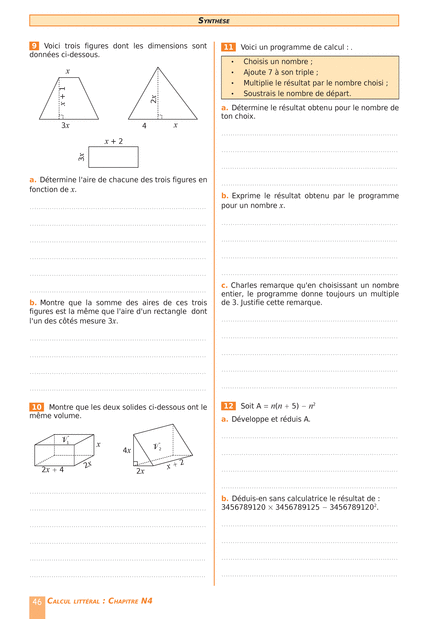 SYNTHÈSE
9 Voici trois figures dont les dimensions sont
données ci-dessous.
x
x + 1
3x
2x
4
x
x + 2
3x
a. Détermine l'aire de chacune des trois figures en
fonction de x.
b. Montre que la somme des aires de ces trois
figures est la même que l'aire d'un rectangle dont
l'un des côtés mesure 3x.
10 Montre que les deux solides ci-dessous ont le
même volume.
𝒱1
x
2x + 4
2x
4x
𝒱2
2x
x + 2
11 Voici un programme de calcul : .
• Choisis un nombre ;
• Ajoute 7 à son triple ;
• Multiplie le résultat par le nombre choisi ;
• Soustrais le nombre de départ.
a. Détermine le résultat obtenu pour le nombre de
ton choix.
b. Exprime le résultat obtenu par le programme
pour un nombre x.
c. Charles remarque qu'en choisissant un nombre
entier, le programme donne toujours un multiple
de 3. Justifie cette remarque.
12 Soit A = n(n + 5) − n²
a. Développe et réduis A.
b. Déduis-en sans calculatrice le résultat de :
3456789120 × 3456789125 − 3456789120².
46 CALCUL LITTÉRAL : CHAPITRE N4